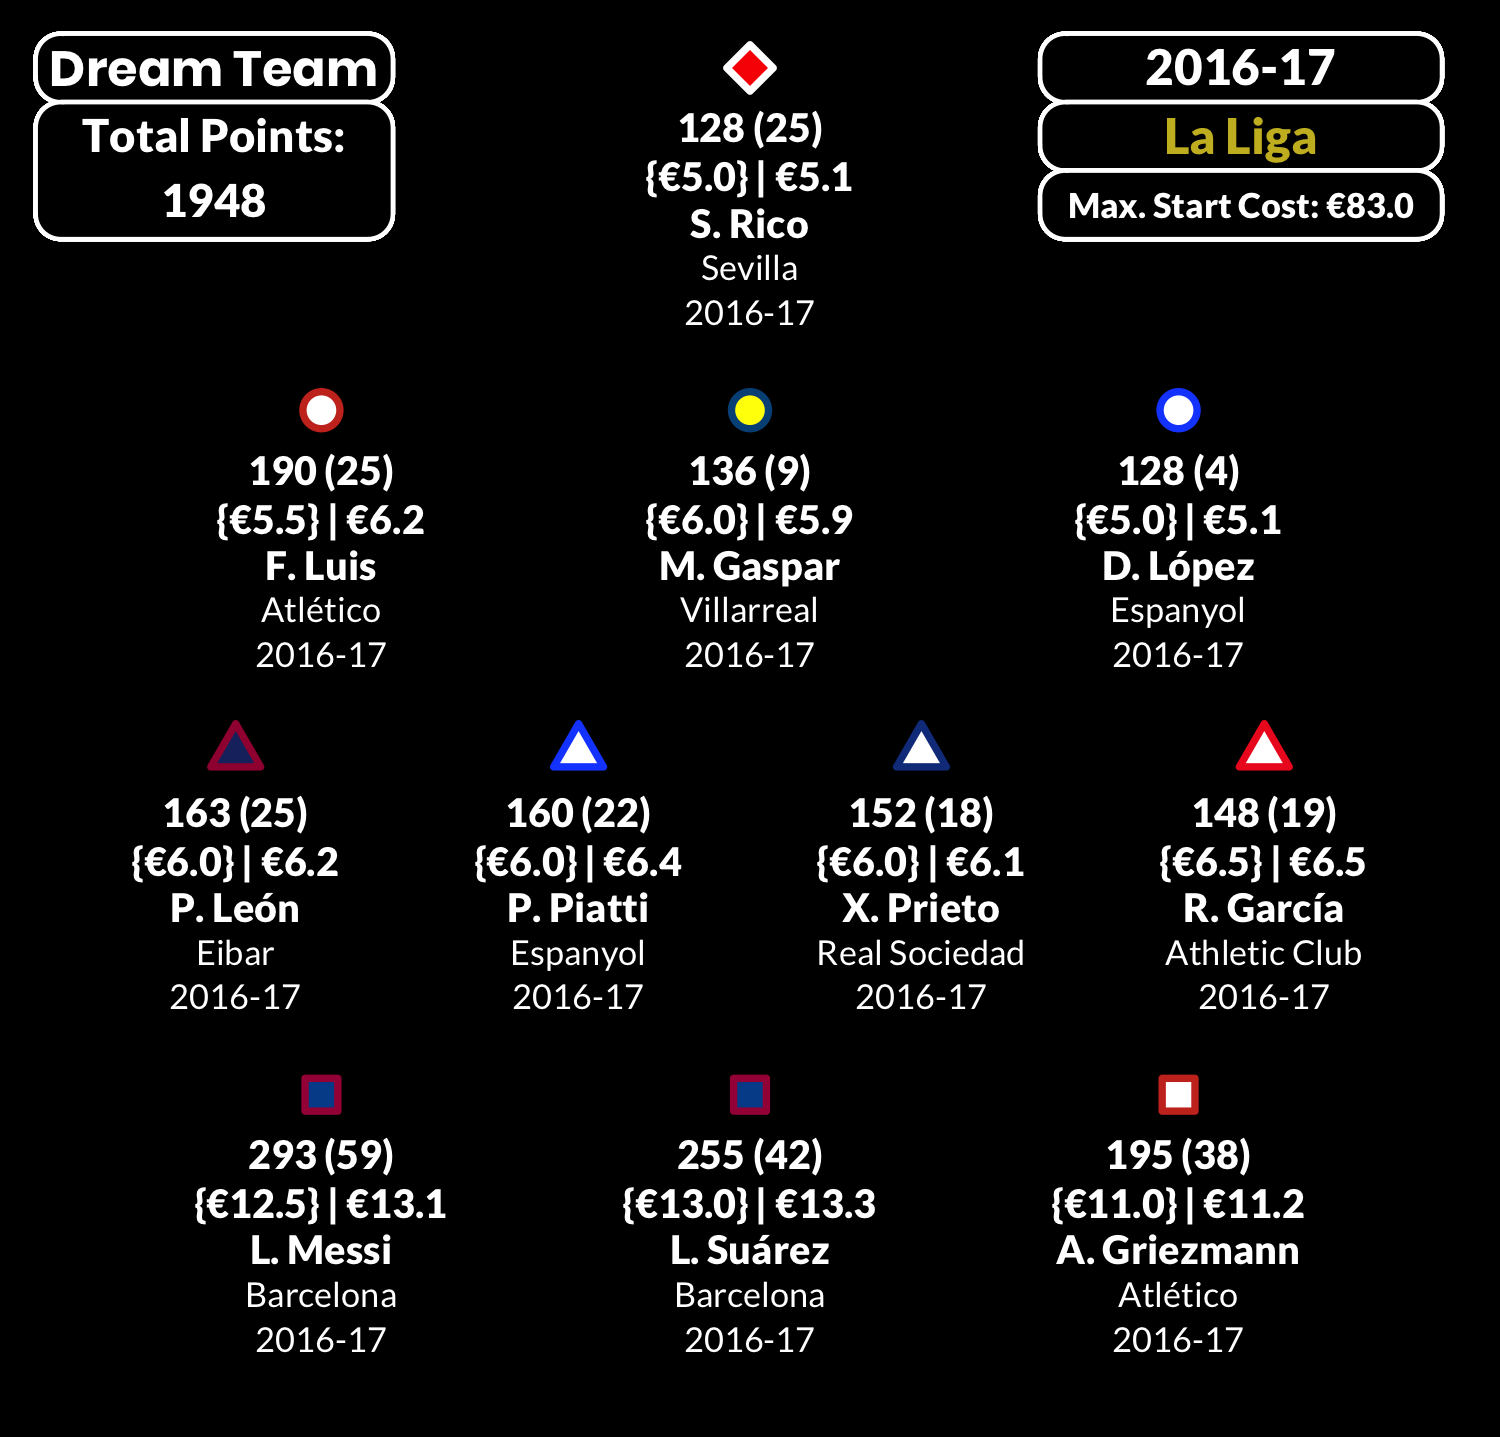 Dream Team
Total Points:
1948
2016-17
La Liga
Max. Start Cost: €83.0
128 (25)
{€5.0} | €5.1
S. Rico
Sevilla
2016-17
190 (25)
{€5.5} | €6.2
F. Luis
Atlético
2016-17
136 (9)
{€6.0} | €5.9
M. Gaspar
Villarreal
2016-17
128 (4)
{€5.0} | €5.1
D. López
Espanyol
2016-17
163 (25)
{€6.0} | €6.2
P. León
Eibar
2016-17
160 (22)
{€6.0} | €6.4
P. Piatti
Espanyol
2016-17
152 (18)
{€6.0} | €6.1
X. Prieto
Real Sociedad
2016-17
148 (19)
{€6.5} | €6.5
R. García
Athletic Club
2016-17
293 (59)
{€12.5} | €13.1
L. Messi
Barcelona
2016-17
255 (42)
{€13.0} | €13.3
L. Suárez
Barcelona
2016-17
195 (38)
{€11.0} | €11.2
A. Griezmann
Atlético
2016-17